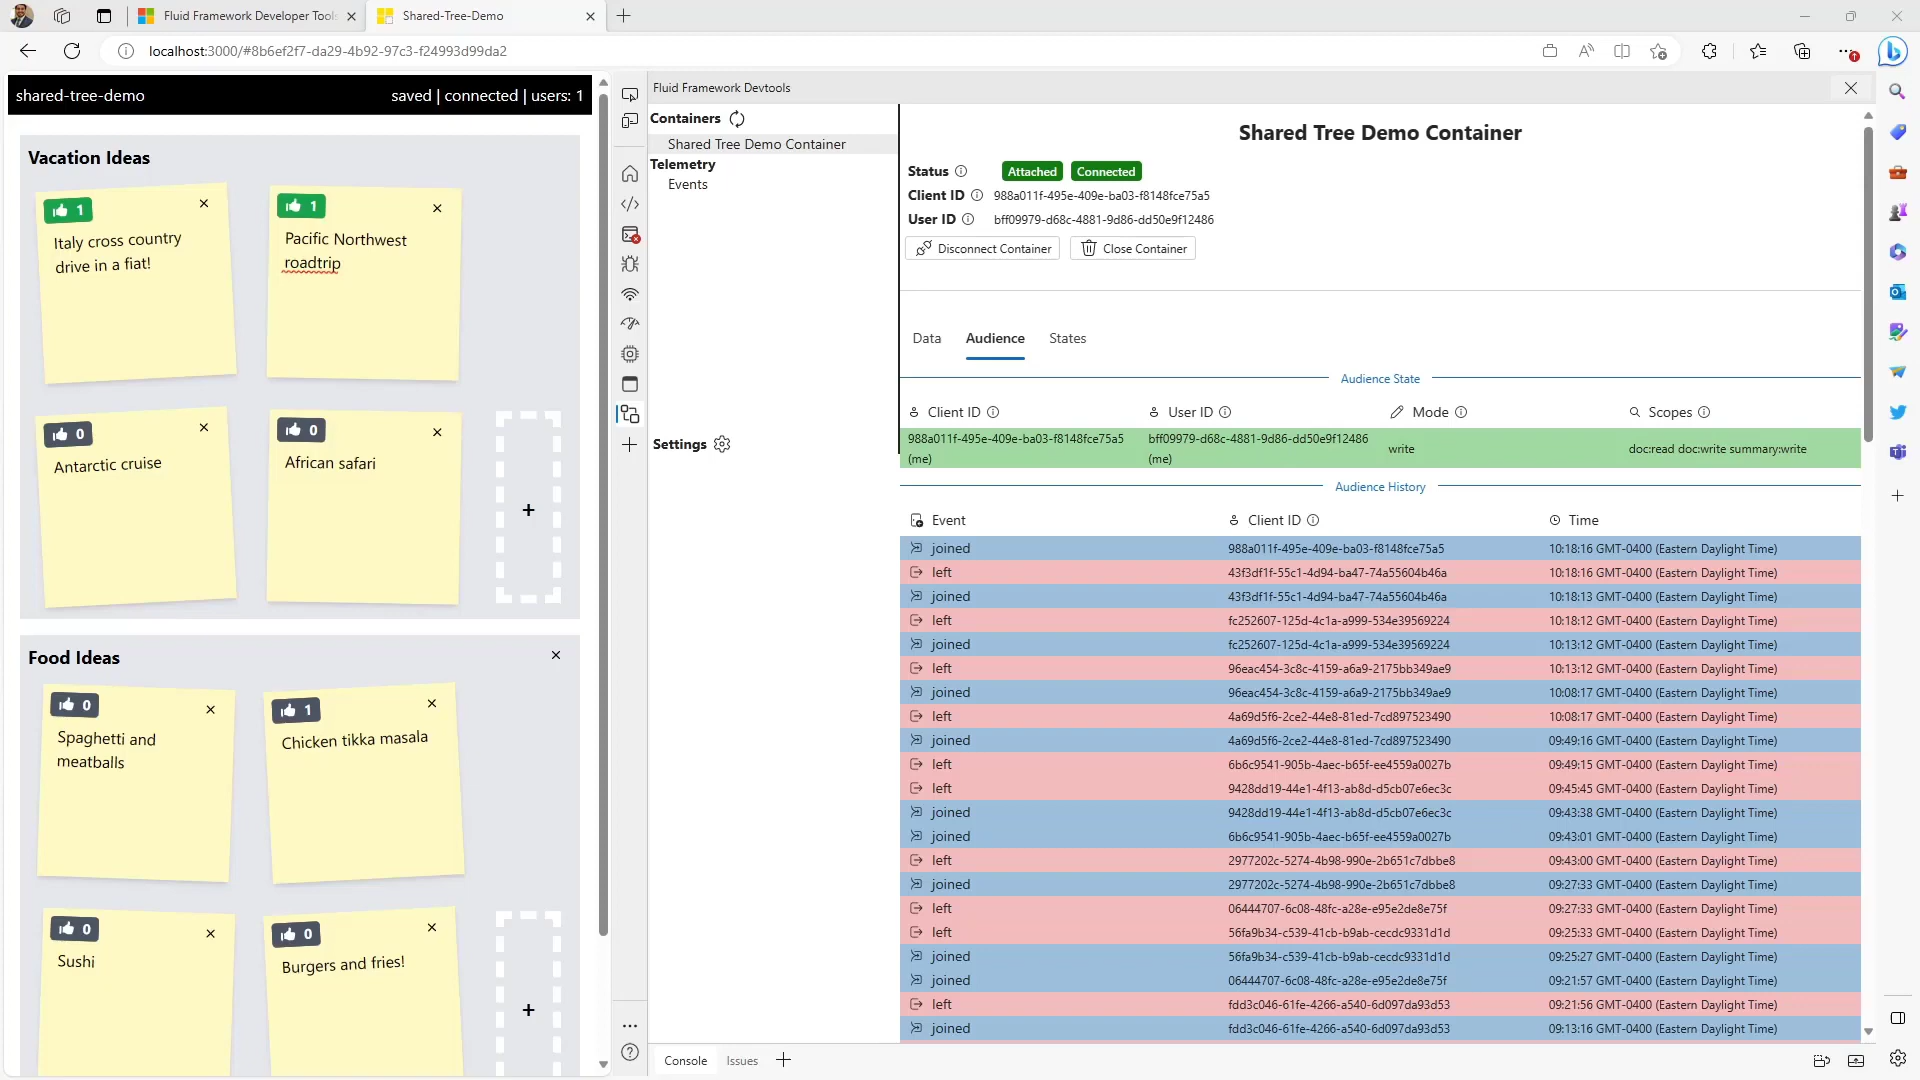 Fluid Framework Developer Tool
Shared-Tree-Demo
localhost:3000/#8b6ef2f7-da29-4b92-97c3-f24993d99da2
shared-tree-demo
saved | connected | users: 1
Vacation Ideas
1
Italy cross country
drive in a fiat!
1
Pacific Northwest
roadtrip
0
Antarctic cruise
0
African safari
+
Food Ideas
0
Spaghetti and
meatballs
1
Chicken tikka masala
0
Sushi
0
Burgers and fries!
+
Fluid Framework Devtools
Containers
Shared Tree Demo Container
Telemetry
Events
Settings
Shared Tree Demo Container
Status Attached Connected
Client ID 988a011f-495e-409e-ba03-f8148fce75a5
User ID bff09979-d68c-4881-9d86-dd50e9f12486
Disconnect Container Close Container
Data Audience States
Audience State
Client ID User ID Mode Scopes
988a011f-495e-409e-ba03-f8148fce75a5 bff09979-d68c-4881-9d86-dd50e9f12486 write doc:read doc:write summary:write
(me) (me)
Audience History
Event Client ID Time
joined 988a011f-495e-409e-ba03-f8148fce75a5 10:18:16 GMT-0400 (Eastern Daylight Time)
left 43f3df1f-55c1-4d94-ba47-74a55604b46a 10:18:16 GMT-0400 (Eastern Daylight Time)
joined 43f3df1f-55c1-4d94-ba47-74a55604b46a 10:18:13 GMT-0400 (Eastern Daylight Time)
left fc252607-125d-4c1a-a999-534e39569224 10:18:12 GMT-0400 (Eastern Daylight Time)
joined fc252607-125d-4c1a-a999-534e39569224 10:13:12 GMT-0400 (Eastern Daylight Time)
left 96eac454-3c8c-4159-a6a9-2175bb349ae9 10:13:12 GMT-0400 (Eastern Daylight Time)
joined 96eac454-3c8c-4159-a6a9-2175bb349ae9 10:08:17 GMT-0400 (Eastern Daylight Time)
left 4a69d5f6-2ce2-44e8-81ed-7cd897523490 10:08:17 GMT-0400 (Eastern Daylight Time)
joined 4a69d5f6-2ce2-44e8-81ed-7cd897523490 09:49:16 GMT-0400 (Eastern Daylight Time)
left 6b6c9541-905b-4aec-b65f-ee4559a0027b 09:49:15 GMT-0400 (Eastern Daylight Time)
left 9428dd19-44e1-4f13-ab8d-d5cb07e6ec3c 09:45:45 GMT-0400 (Eastern Daylight Time)
joined 9428dd19-44e1-4f13-ab8d-d5cb07e6ec3c 09:43:38 GMT-0400 (Eastern Daylight Time)
joined 6b6c9541-905b-4aec-b65f-ee4559a0027b 09:43:01 GMT-0400 (Eastern Daylight Time)
left 2977202c-5274-4b98-990e-2b651c7dbbe8 09:43:00 GMT-0400 (Eastern Daylight Time)
joined 2977202c-5274-4b98-990e-2b651c7dbbe8 09:27:33 GMT-0400 (Eastern Daylight Time)
left 06444707-6c08-48fc-a28e-e95e2de8e75f 09:27:33 GMT-0400 (Eastern Daylight Time)
left 56fa9b34-c539-41cb-b9ab-cecdc9331d1d 09:25:33 GMT-0400 (Eastern Daylight Time)
joined 56fa9b34-c539-41cb-b9ab-cecdc9331d1d 09:25:27 GMT-0400 (Eastern Daylight Time)
joined 06444707-6c08-48fc-a28e-e95e2de8e75f 09:21:57 GMT-0400 (Eastern Daylight Time)
left fdd3c046-61fe-4266-a540-6d097da93d53 09:21:56 GMT-0400 (Eastern Daylight Time)
joined fdd3c046-61fe-4266-a540-6d097da93d53 09:13:16 GMT-0400 (Eastern Daylight Time)
Console Issues